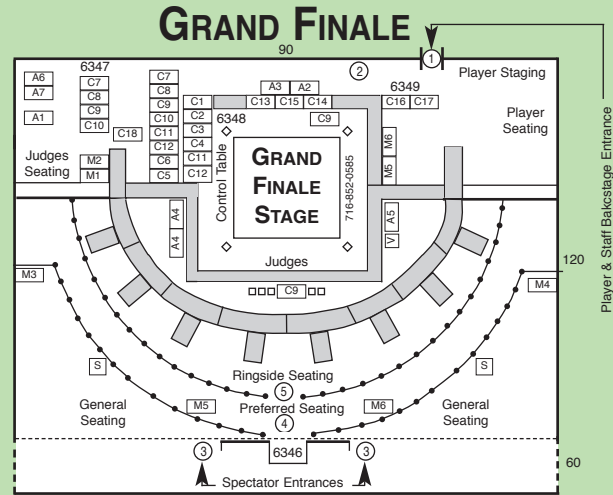 GRAND FINALE
90
1
2
Player Staging
Player & Staff Bakcstage Entrance
6347
A6
A7
A1
C7
C8
C9
C10
C18
M2
M1
Judges
Seating
C7
C8
C9
C10
C11
C12
C6
C5
C1
C2
C3
C4
C11
C12
6348
A3 A2
C13 C15 C14
C9
6349
C16 C17
Player
Seating
M6
M5
Control Table
GRAND
FINALE
STAGE
716-852-0585
A4
A4
A5
V
Judges
C9
120
M3
M4
S
S
Ringside Seating
5
Preferred Seating
4
General
Seating
M5
M6
General
Seating
3
6346
3
60
Spectator Entrances